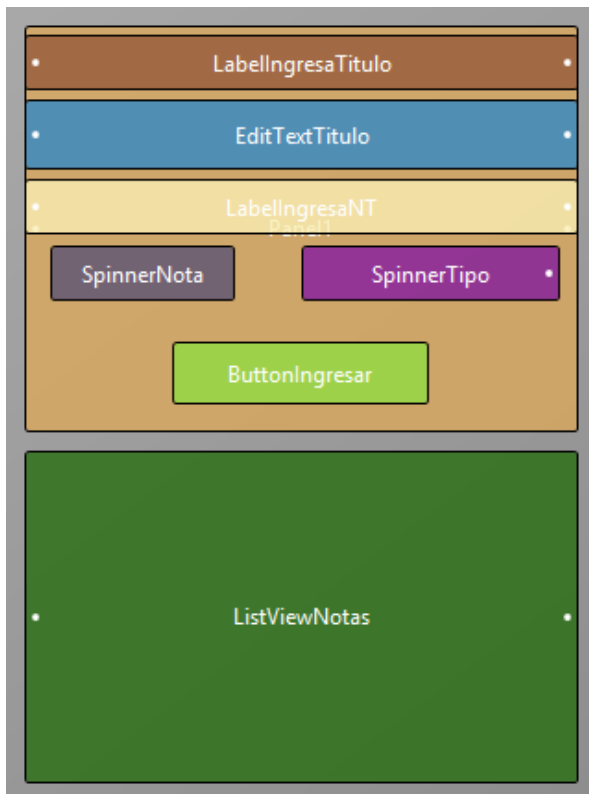 LabelIngresaTitulo
EditTextTitulo
LabelIngresaNT
Panel1
SpinnerNota
SpinnerTipo
ButtonIngresar
ListViewNotas